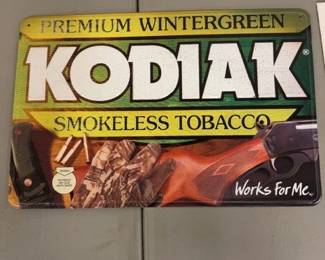 PREMIUM WINTERGREEN
KODIAK®
SMOKELESS TOBACCO
Works For Me.